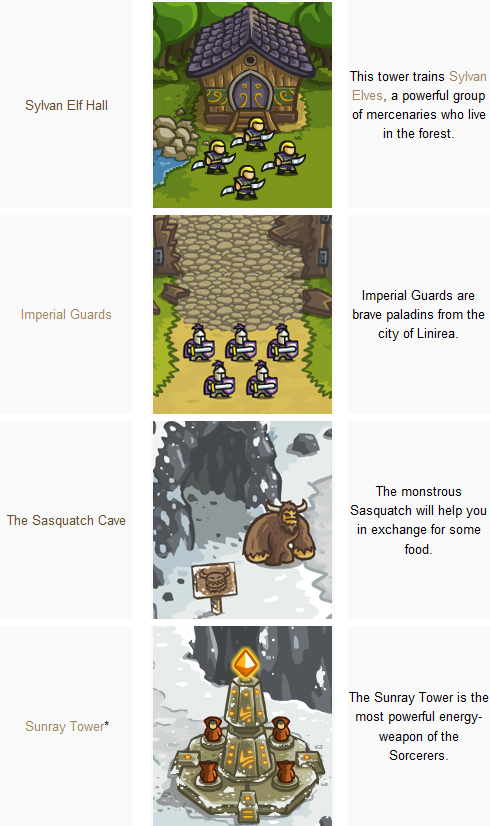 Sylvan Elf Hall
This tower trains Sylvan
Elves, a powerful group
of mercenaries who live
in the forest.
Imperial Guards
Imperial Guards are
brave paladins from the
city of Linirea.
The Sasquatch Cave
The monstrous
Sasquatch will help you
in exchange for some
food.
Sunray Tower*
The Sunray Tower is the
most powerful energy-
weapon of the
Sorcerers.